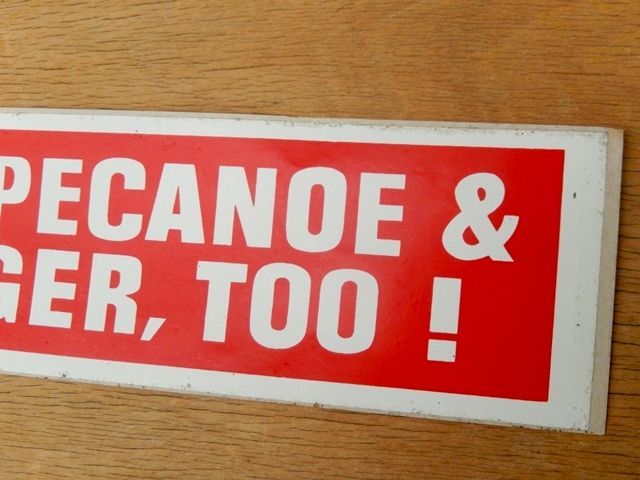 PECANOE &
GER, TOO !